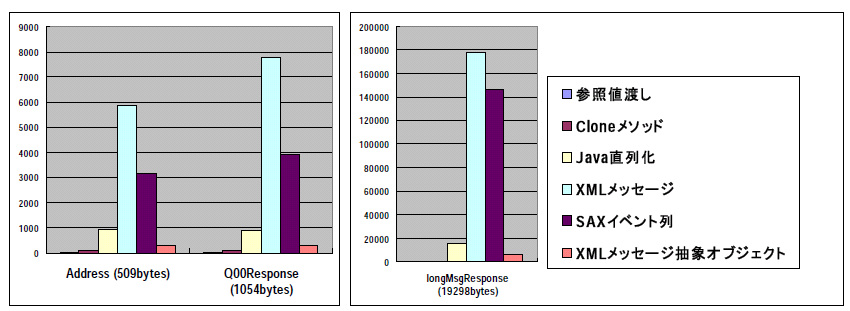 9000
8000
7000
6000
5000
4000
3000
2000
1000
0
Address (509bytes)
Q00Response
(1054bytes)
200000
180000
160000
140000
120000
100000
80000
60000
40000
20000
0
longMsgResponse
(19298bytes)
参照値渡し
Cloneメソッド
Java直列化
XMLメッセージ
SAXイベント列
XMLメッセージ抽象オブジェクト